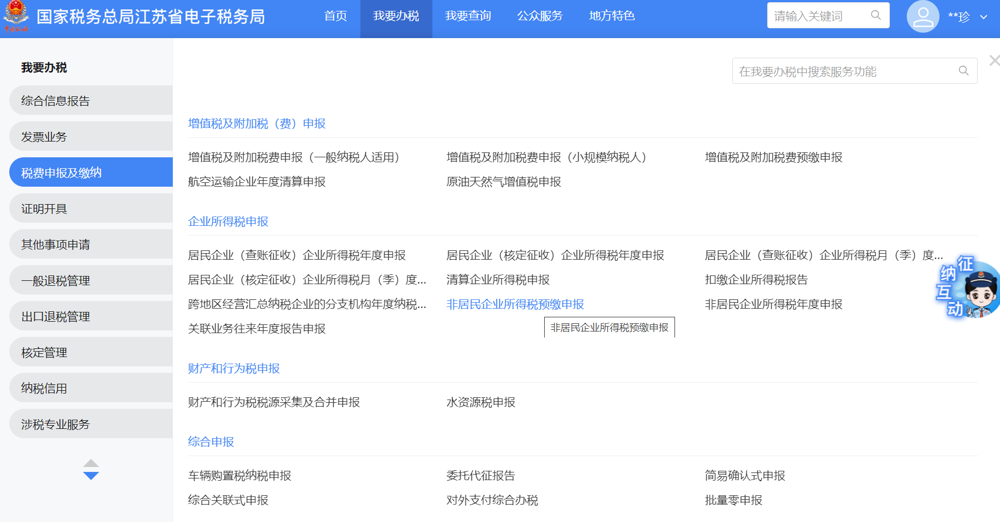 国家税务总局江苏省电子税务局
首页 我要办税 我要查询 公众服务 地方特色
请输入关键词
**珍
我要办税
综合信息报告
发票业务
税费申报及缴纳
证明开具
其他事项申请
一般退税管理
出口退税管理
核定管理
纳税信用
涉税专业服务
在我要办税中搜索服务功能
增值税及附加税（费）申报
增值税及附加税费申报（一般纳税人适用） 增值税及附加税费申报（小规模纳税人） 增值税及附加税费预缴申报
航空运输企业年度清算申报 原油天然气增值税申报
企业所得税申报
居民企业（查账征收）企业所得税年度申报 居民企业（核定征收）企业所得税年度申报 居民企业（查账征收）企业所得税月（季）度...
居民企业（核定征收）企业所得税月（季）度... 清算企业所得税申报 扣缴企业所得税报告
跨地区经营汇总纳税企业的分支机构年度纳税... 非居民企业所得税预缴申报 非居民企业所得税年度申报
关联业务往来年度报告申报
非居民企业所得税预缴申报
财产和行为税申报
财产和行为税税源采集及合并申报 水资源税申报
综合申报
车辆购置税纳税申报 委托代征报告 简易确认式申报
综合关联式申报 对外支付综合办税 批量零申报
征纳互动